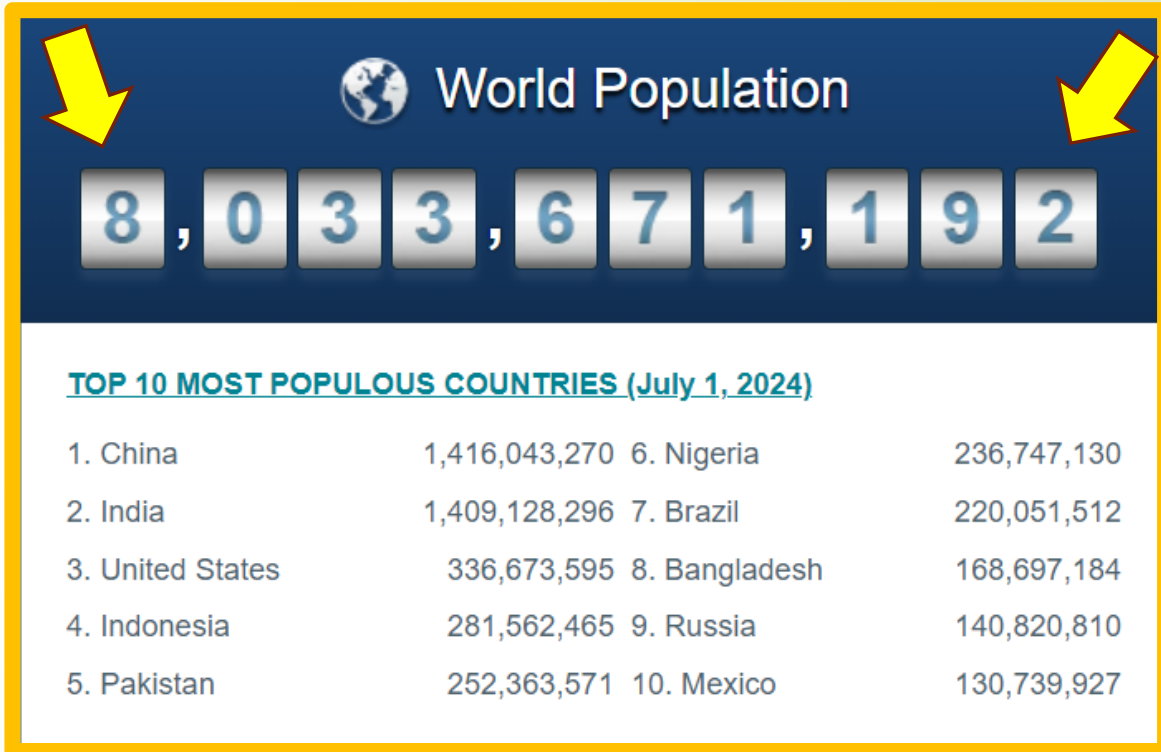 World Population
8,033,671,192
TOP 10 MOST POPULOUS COUNTRIES (July 1, 2024)
1. China 1,416,043,270 6. Nigeria 236,747,130
2. India 1,409,128,296 7. Brazil 220,051,512
3. United States 336,673,595 8. Bangladesh 168,697,184
4. Indonesia 281,562,465 9. Russia 140,820,810
5. Pakistan 252,363,571 10. Mexico 130,739,927